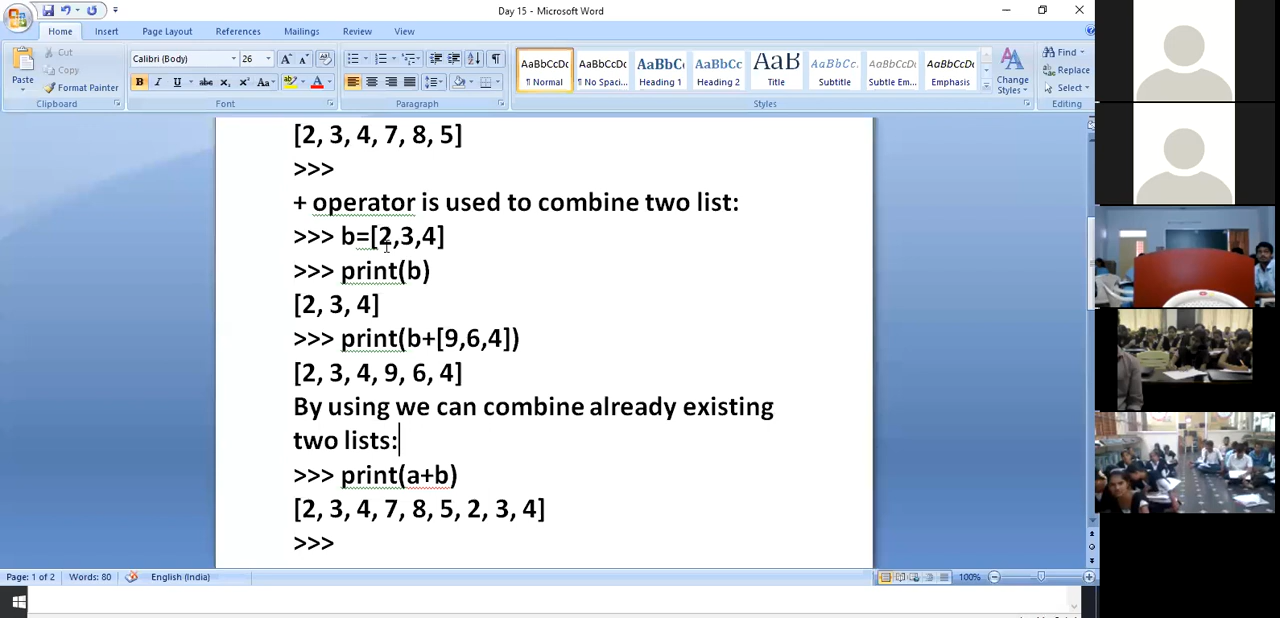 Day 15 - Microsoft Word
Home Insert Page Layout References Mailings Review View
Paste
Cut
Copy
Format Painter
Clipboard
Calibri (Body) 26
B I U abc x₂ x² Aa
Font
Paragraph
AaBbCcDc AaBbCcDc AaBbCc AaBbCc AaB AaBbCc. AaBbCcDc AaBbCcDc
¶ Normal ¶ No Spaci... Heading 1 Heading 2 Title Subtitle Subtle Em... Emphasis
Styles
Change Styles
Find
Replace
Select
Editing
[2, 3, 4, 7, 8, 5]
>>>
+ operator is used to combine two list:
>>> b=[2,3,4]
>>> print(b)
[2, 3, 4]
>>> print(b+[9,6,4])
[2, 3, 4, 9, 6, 4]
By using we can combine already existing
two lists:
>>> print(a+b)
[2, 3, 4, 7, 8, 5, 2, 3, 4]
>>>
Page: 1 of 2 Words: 80 English (India) 100%